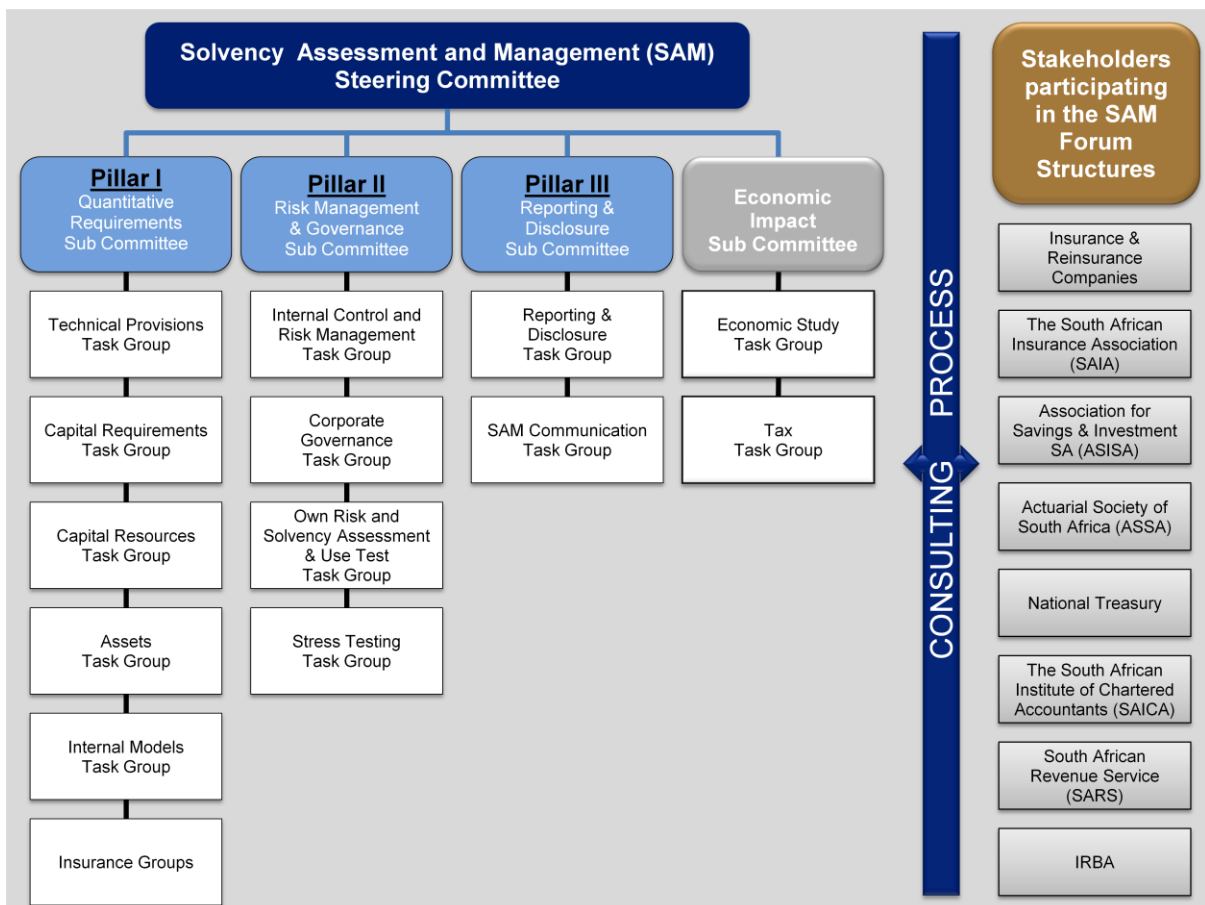 Solvency Assessment and Management (SAM)
Steering Committee
Pillar I
Quantitative
Requirements
Sub Committee
Technical Provisions
Task Group
Capital Requirements
Task Group
Capital Resources
Task Group
Assets
Task Group
Internal Models
Task Group
Insurance Groups
Pillar II
Risk Management
& Governance
Sub Committee
Internal Control and
Risk Management
Task Group
Corporate
Governance
Task Group
Own Risk and
Solvency Assessment
& Use Test
Task Group
Stress Testing
Task Group
Pillar III
Reporting &
Disclosure
Sub Committee
Reporting &
Disclosure
Task Group
SAM Communication
Task Group
Economic
Impact
Sub Committee
Economic Study
Task Group
Tax
Task Group
CONSULTING PROCESS
Stakeholders
participating
in the SAM
Forum
Structures
Insurance &
Reinsurance
Companies
The South African
Insurance Association
(SAIA)
Association for
Savings & Investment
SA (ASISA)
Actuarial Society of
South Africa (ASSA)
National Treasury
The South African
Institute of Chartered
Accountants (SAICA)
South African
Revenue Service
(SARS)
IRBA